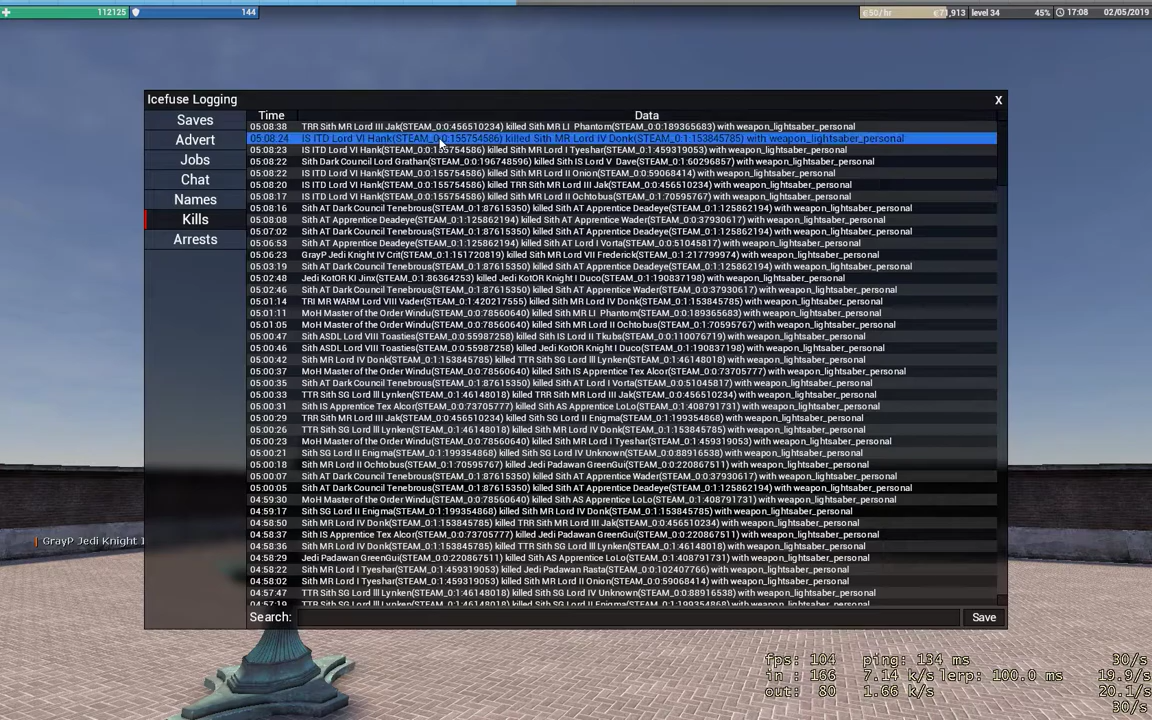 112125 144 €50/hr €71,913 level 34 45% 17:08 02/05/2019
Icefuse Logging X
Saves
Advert
Jobs
Chat
Names
Kills
Arrests
Time Data
05:08:38 TRR Sith MR Lord III Jak(STEAM_0:0:456510234) killed Sith MR LI Phantom(STEAM_0:0:189365683) with weapon_lightsaber_personal
05:08:24 IS ITD Lord VI Hank(STEAM_0:0:155754586) killed Sith MR Lord IV Donk(STEAM_0:1:153845785) with weapon_lightsaber_personal
05:08:23 IS ITD Lord VI Hank(STEAM_0:0:155754586) killed Sith MR Lord I Tyeshar(STEAM_0:1:459319053) with weapon_lightsaber_personal
05:08:22 Sith Dark Council Lord Grathan(STEAM_0:0:196748596) killed Sith IS Lord V Dave(STEAM_0:1:60296857) with weapon_lightsaber_personal
05:08:22 IS ITD Lord VI Hank(STEAM_0:0:155754586) killed Sith MR Lord II Onion(STEAM_0:0:59068414) with weapon_lightsaber_personal
05:08:20 IS ITD Lord VI Hank(STEAM_0:0:155754586) killed TRR Sith MR Lord III Jak(STEAM_0:0:456510234) with weapon_lightsaber_personal
05:08:17 IS ITD Lord VI Hank(STEAM_0:0:155754586) killed Sith MR Lord II Ochtobus(STEAM_0:1:70595767) with weapon_lightsaber_personal
05:08:16 Sith AT Dark Council Tenebrous(STEAM_0:1:87615350) killed Sith AT Apprentice Deadeye(STEAM_0:1:125862194) with weapon_lightsaber_personal
05:08:08 Sith AT Apprentice Deadeye(STEAM_0:1:125862194) killed Sith AT Apprentice Wader(STEAM_0:0:37930617) with weapon_lightsaber_personal
05:07:02 Sith AT Dark Council Tenebrous(STEAM_0:1:87615350) killed Sith AT Apprentice Deadeye(STEAM_0:1:125862194) with weapon_lightsaber_personal
05:06:53 Sith AT Apprentice Deadeye(STEAM_0:1:125862194) killed Sith AT Lord I Vorta(STEAM_0:0:51045817) with weapon_lightsaber_personal
05:06:23 GrayP Jedi Knight IV Crit(STEAM_0:1:151720819) killed Sith MR Lord VII Frederick(STEAM_0:1:217799974) with weapon_lightsaber_personal
05:03:19 Sith AT Dark Council Tenebrous(STEAM_0:1:87615350) killed Sith AT Apprentice Deadeye(STEAM_0:1:125862194) with weapon_lightsaber_personal
05:02:48 Jedi KotOR KI Jinx(STEAM_0:1:86364253) killed Jedi KotOR Knight I Duco(STEAM_0:1:190837198) with weapon_lightsaber_personal
05:02:46 Sith AT Dark Council Tenebrous(STEAM_0:1:87615350) killed Sith AT Apprentice Wader(STEAM_0:0:37930617) with weapon_lightsaber_personal
05:01:14 TRI MR WARM Lord VIII Vader(STEAM_0:1:420217555) killed Sith MR Lord IV Donk(STEAM_0:1:153845785) with weapon_lightsaber_personal
05:01:11 MoH Master of the Order Windu(STEAM_0:0:78560640) killed Sith MR LI Phantom(STEAM_0:0:189365683) with weapon_lightsaber_personal
05:01:05 MoH Master of the Order Windu(STEAM_0:0:78560640) killed Sith MR Lord II Ochtobus(STEAM_0:1:70595767) with weapon_lightsaber_personal
05:00:47 Sith ASDL Lord VIII Toasties(STEAM_0:0:55987258) killed Sith IS Lord II Tkubs(STEAM_0:0:110076719) with weapon_lightsaber_personal
05:00:46 Sith ASDL Lord VIII Toasties(STEAM_0:0:55987258) killed Jedi KotOR Knight I Duco(STEAM_0:1:190837198) with weapon_lightsaber_personal
05:00:42 Sith MR Lord IV Donk(STEAM_0:1:153845785) killed TTR Sith SG Lord lll Lynken(STEAM_0:1:46148018) with weapon_lightsaber_personal
05:00:37 MoH Master of the Order Windu(STEAM_0:0:78560640) killed Sith IS Apprentice Tex Alcor(STEAM_0:0:73705777) with weapon_lightsaber_personal
05:00:35 Sith AT Dark Council Tenebrous(STEAM_0:1:87615350) killed Sith AT Lord I Vorta(STEAM_0:0:51045817) with weapon_lightsaber_personal
05:00:33 TTR Sith SG Lord lll Lynken(STEAM_0:1:46148018) killed TRR Sith MR Lord III Jak(STEAM_0:0:456510234) with weapon_lightsaber_personal
05:00:31 Sith IS Apprentice Tex Alcor(STEAM_0:0:73705777) killed Sith AS Apprentice LoLo(STEAM_0:1:408791731) with weapon_lightsaber_personal
05:00:29 TRR Sith MR Lord III Jak(STEAM_0:0:456510234) killed Sith SG Lord II Enigma(STEAM_0:1:199354868) with weapon_lightsaber_personal
05:00:26 TTR Sith SG Lord lll Lynken(STEAM_0:1:46148018) killed Sith MR Lord IV Donk(STEAM_0:1:153845785) with weapon_lightsaber_personal
05:00:23 MoH Master of the Order Windu(STEAM_0:0:78560640) killed Sith MR Lord I Tyeshar(STEAM_0:1:459319053) with weapon_lightsaber_personal
05:00:21 Sith SG Lord II Enigma(STEAM_0:1:199354868) killed Sith SG Lord IV Unknown(STEAM_0:0:88916538) with weapon_lightsaber_personal
05:00:18 Sith MR Lord II Ochtobus(STEAM_0:1:70595767) killed Jedi Padawan GreenGui(STEAM_0:0:220867511) with weapon_lightsaber_personal
05:00:07 Sith AT Dark Council Tenebrous(STEAM_0:1:87615350) killed Sith AT Apprentice Wader(STEAM_0:0:37930617) with weapon_lightsaber_personal
05:00:05 Sith AT Dark Council Tenebrous(STEAM_0:1:87615350) killed Sith AT Apprentice Deadeye(STEAM_0:1:125862194) with weapon_lightsaber_personal
04:59:30 MoH Master of the Order Windu(STEAM_0:0:78560640) killed Sith AS Apprentice LoLo(STEAM_0:1:408791731) with weapon_lightsaber_personal
04:59:17 Sith SG Lord II Enigma(STEAM_0:1:199354868) killed Sith MR Lord IV Donk(STEAM_0:1:153845785) with weapon_lightsaber_personal
04:58:50 Sith MR Lord IV Donk(STEAM_0:1:153845785) killed TRR Sith MR Lord III Jak(STEAM_0:0:456510234) with weapon_lightsaber_personal
04:58:37 Sith IS Apprentice Tex Alcor(STEAM_0:0:73705777) killed Jedi Padawan GreenGui(STEAM_0:0:220867511) with weapon_lightsaber_personal
04:58:36 Sith MR Lord IV Donk(STEAM_0:1:153845785) killed TTR Sith SG Lord lll Lynken(STEAM_0:1:46148018) with weapon_lightsaber_personal
04:58:29 Jedi Padawan GreenGui(STEAM_0:0:220867511) killed Sith AS Apprentice LoLo(STEAM_0:1:408791731) with weapon_lightsaber_personal
04:58:22 Sith MR Lord I Tyeshar(STEAM_0:1:459319053) killed Jedi Padawan Rasta(STEAM_0:0:102407766) with weapon_lightsaber_personal
04:58:02 Sith MR Lord I Tyeshar(STEAM_0:1:459319053) killed Sith MR Lord II Onion(STEAM_0:0:59068414) with weapon_lightsaber_personal
04:57:47 TTR Sith SG Lord lll Lynken(STEAM_0:1:46148018) killed Sith SG Lord IV Unknown(STEAM_0:0:88916538) with weapon_lightsaber_personal
04:57:19 TTR Sith SG Lord lll Lynken(STEAM_0:1:46148018) killed Sith SG Lord II Enigma(STEAM_0:1:199354868) with weapon_lightsaber_personal
GrayP Jedi Knight I
Search: Save
fps: 104 ping: 134 ms 30/s
in : 166 7.14 k/s lerp: 100.0 ms 19.9/s
out: 80 1.66 k/s 20.1/s
30/s